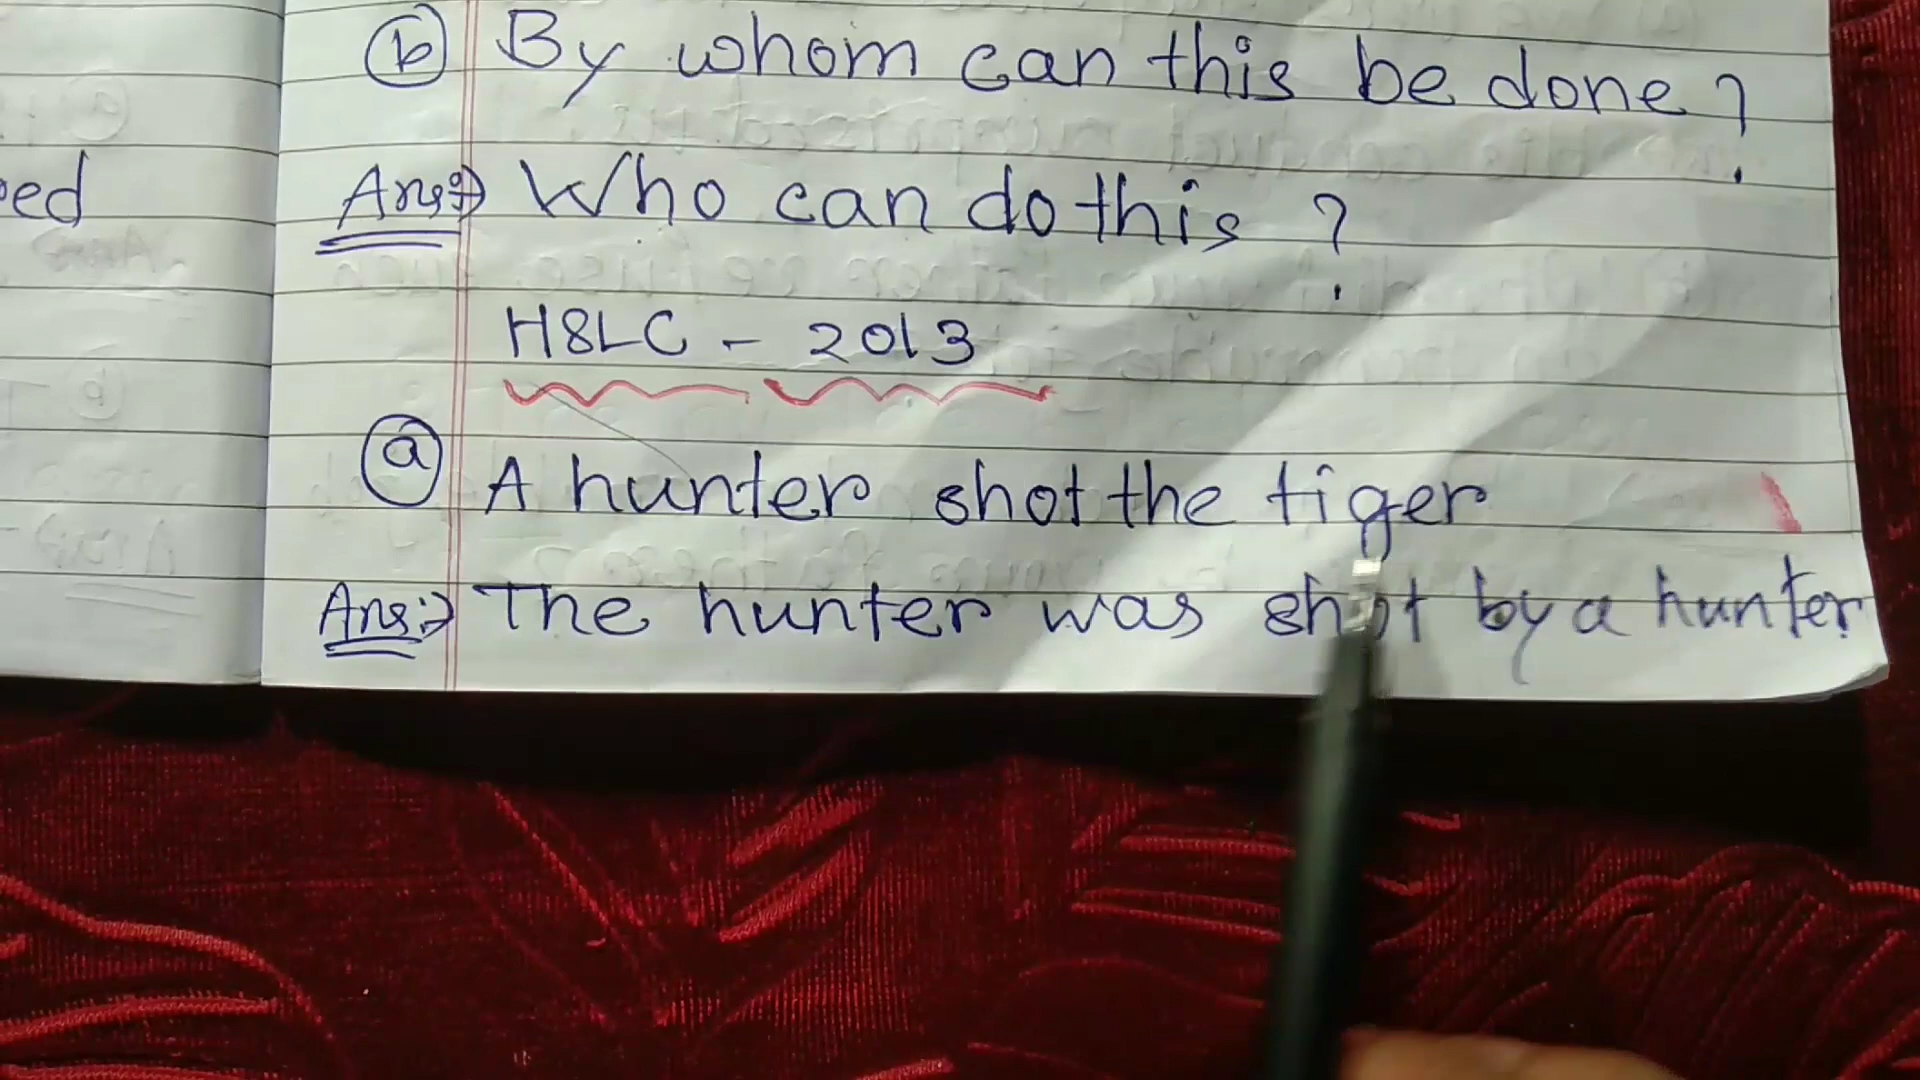 ⓑ By whom can this be done?
ed
Ans:⇒ Who can do this?
HSLC - 2013
ⓐ A hunter shot the tiger
Ans:⇒ The hunter was shot by a hunter